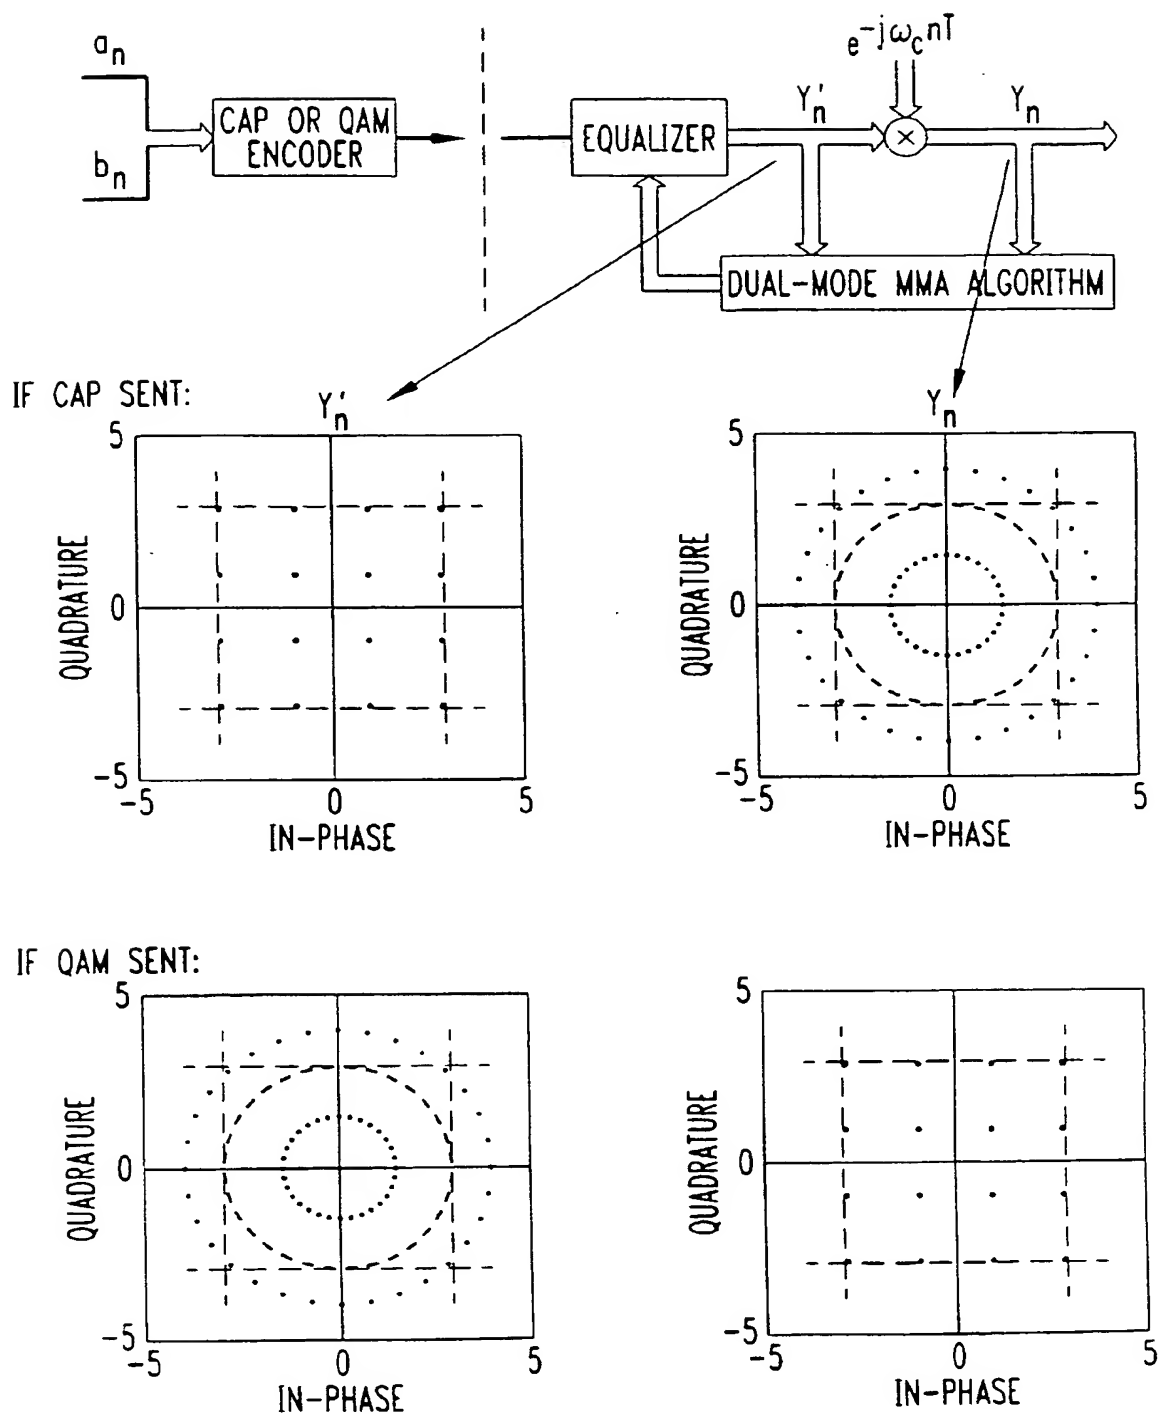 a_n
b_n
CAP OR QAM
ENCODER
EQUALIZER
Y_n'
e^-jω_c nT
Y_n
DUAL-MODE MMA ALGORITHM
IF CAP SENT:
Y_n'
5
0
-5
-5 0 5
QUADRATURE
IN-PHASE
Y_n
5
0
-5
-5 0 5
QUADRATURE
IN-PHASE
IF QAM SENT:
5
0
-5
-5 0 5
QUADRATURE
IN-PHASE
5
0
-5
-5 0 5
QUADRATURE
IN-PHASE